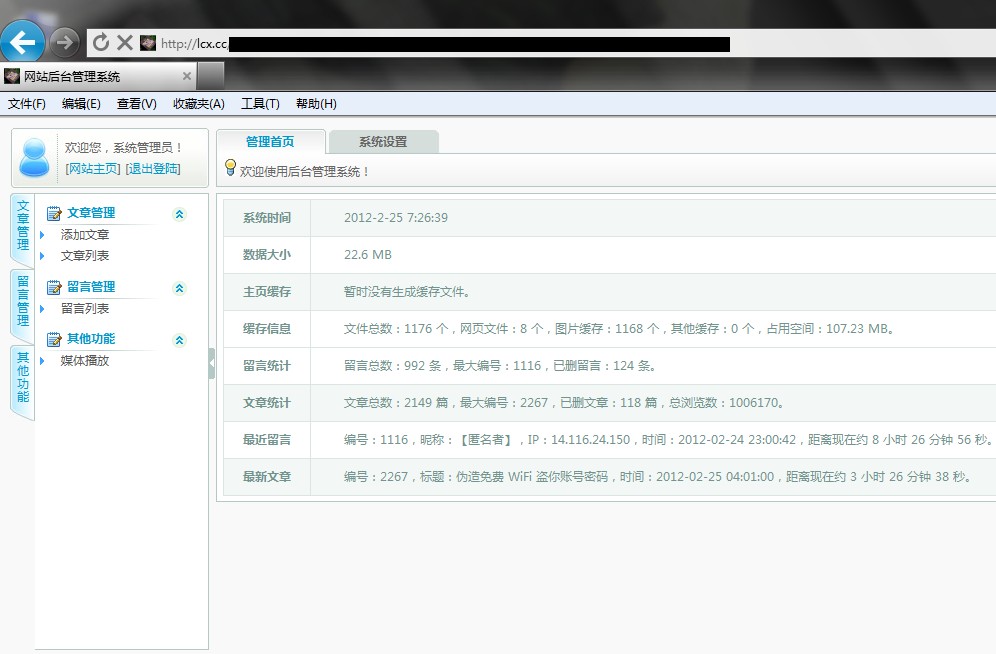 http://lcx.cc/
网站后台管理系统
文件(F) 编辑(E) 查看(V) 收藏夹(A) 工具(T) 帮助(H)
欢迎您，系统管理员！
[网站主页] [退出登陆]
管理首页 系统设置
欢迎使用后台管理系统！
文章管理
留言管理
其他功能
文章管理
添加文章
文章列表
留言管理
留言列表
其他功能
媒体播放
系统时间 2012-2-25 7:26:39
数据大小 22.6 MB
主页缓存 暂时没有生成缓存文件。
缓存信息 文件总数：1176 个，网页文件：8 个，图片缓存：1168 个，其他缓存：0 个，占用空间：107.23 MB。
留言统计 留言总数：992 条，最大编号：1116，已删留言：124 条。
文章统计 文章总数：2149 篇，最大编号：2267，已删文章：118 篇，总浏览数：1006170。
最近留言 编号：1116，昵称：【匿名者】，IP：14.116.24.150，时间：2012-02-24 23:00:42，距离现在约 8 小时 26 分钟 56 秒。
最新文章 编号：2267，标题：伪造免费 WiFi 盗你账号密码，时间：2012-02-25 04:01:00，距离现在约 3 小时 26 分钟 38 秒。